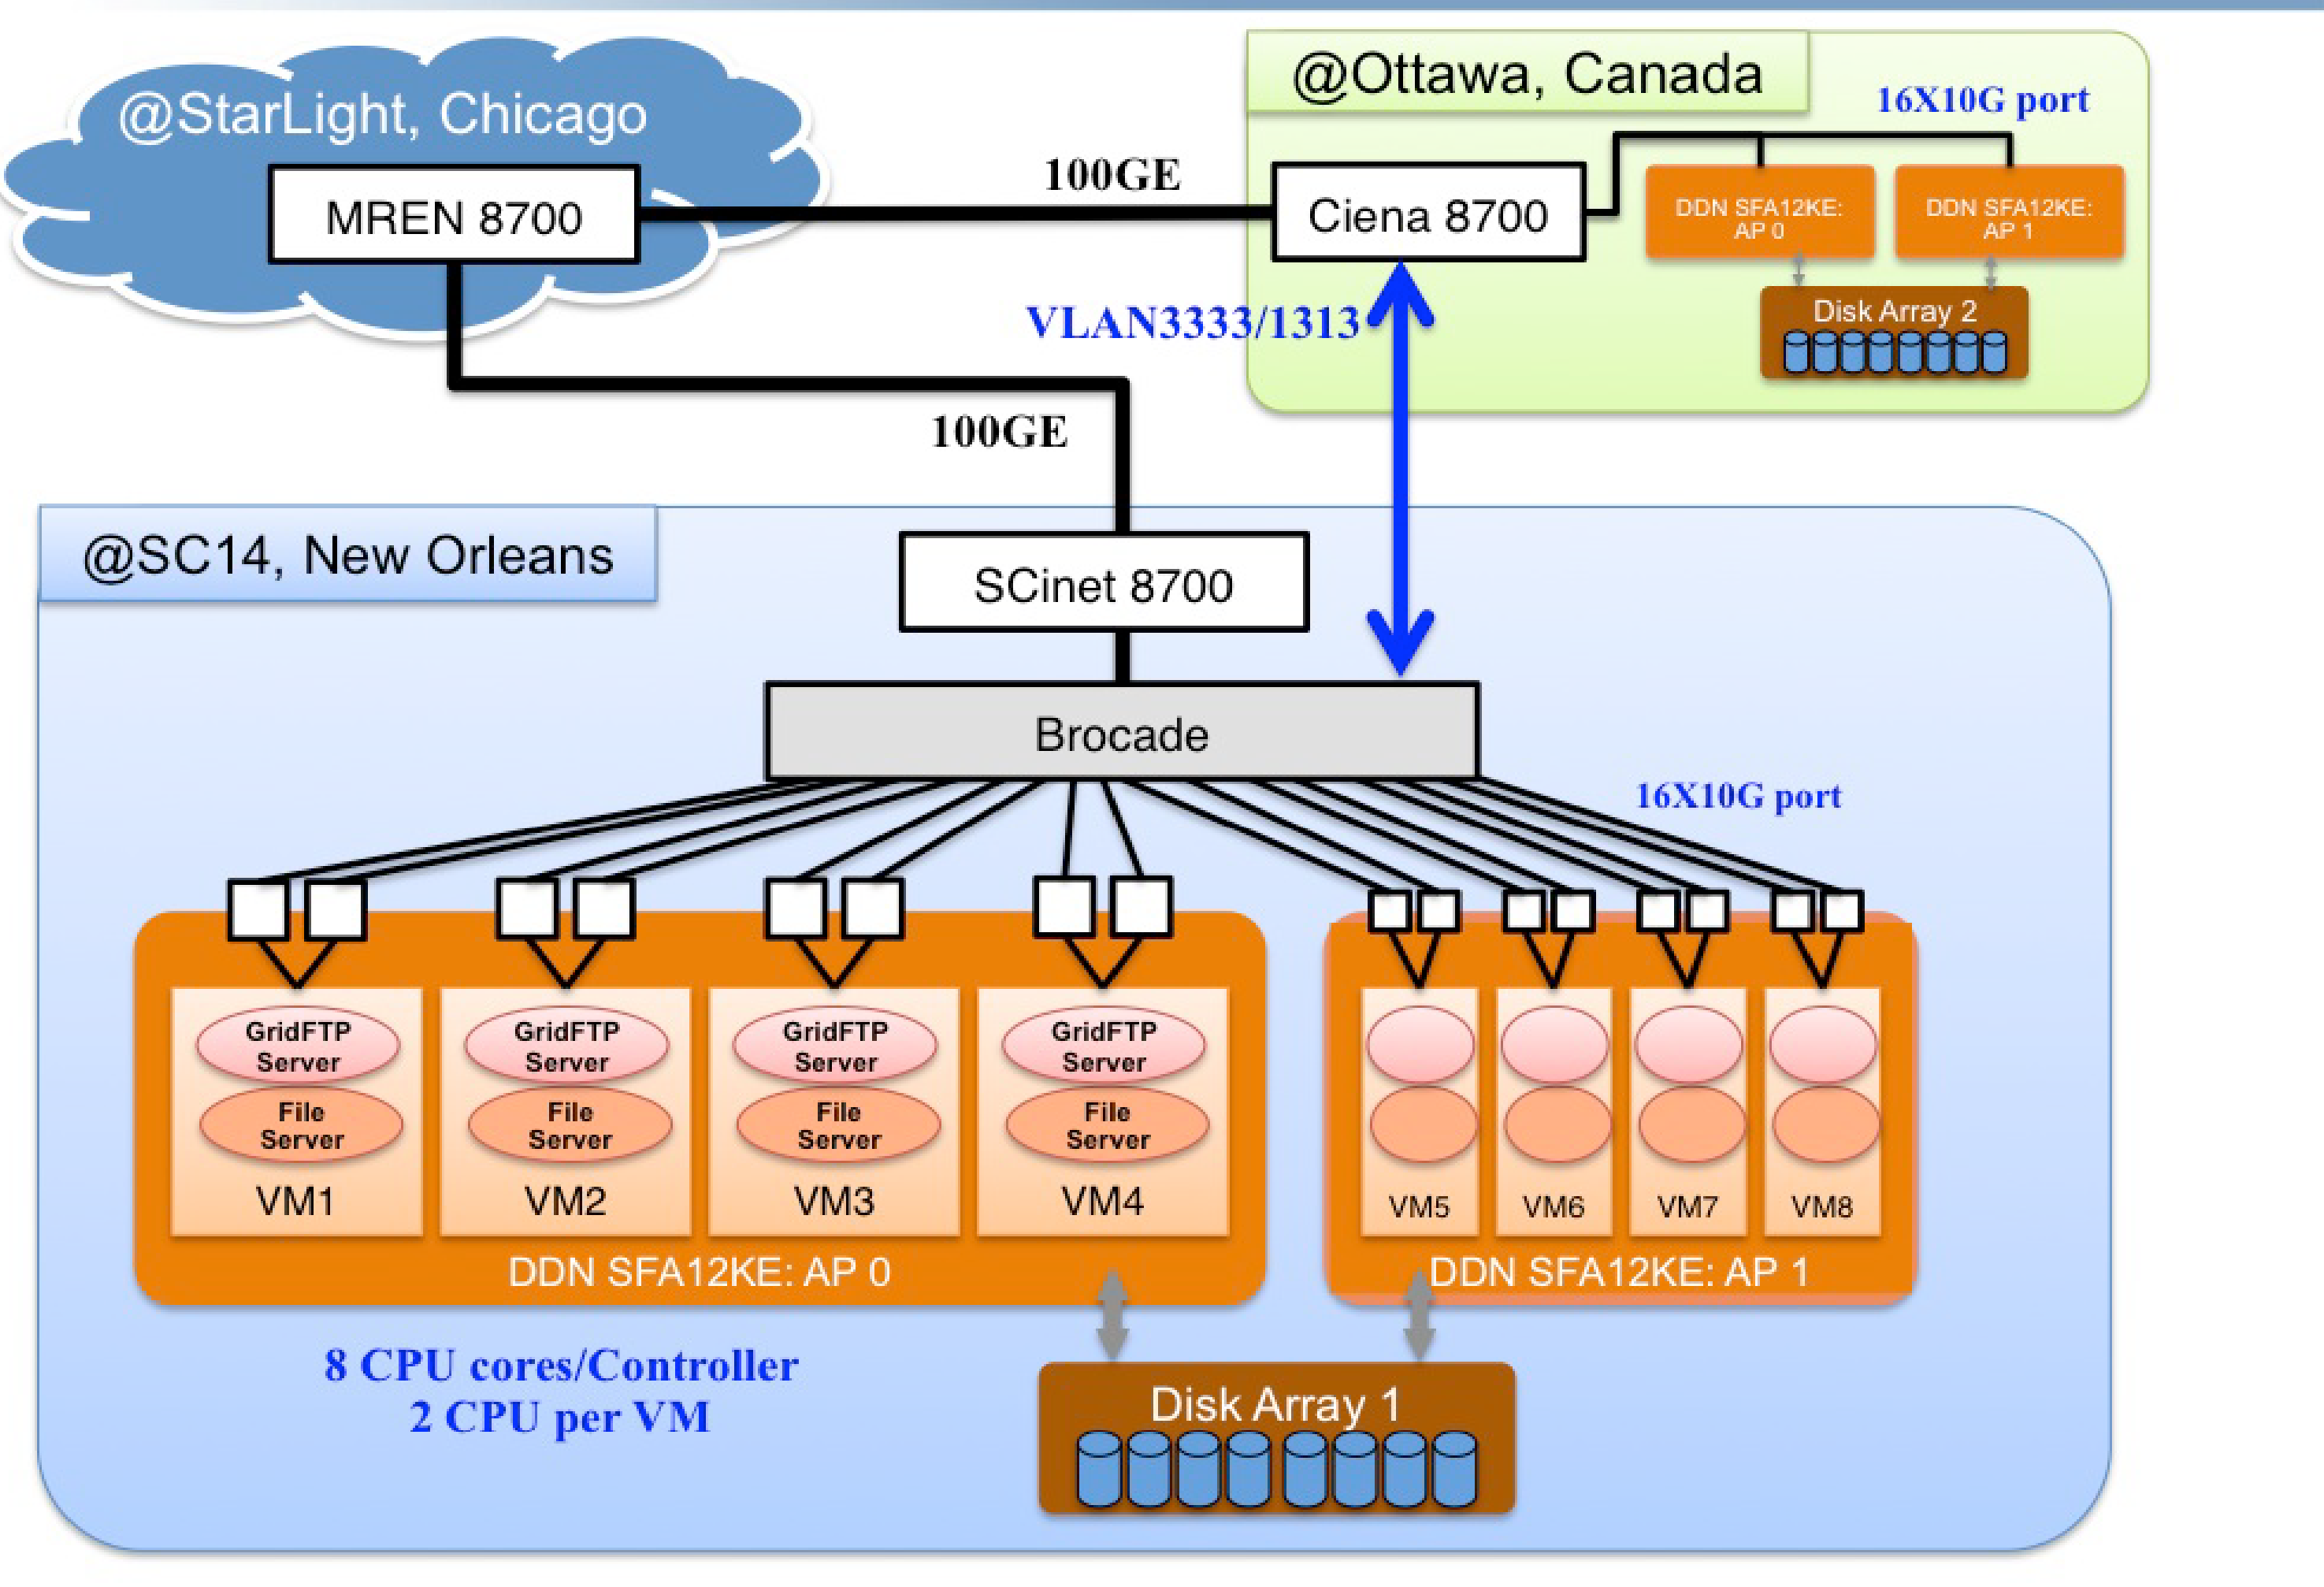 @StarLight, Chicago
MREN 8700
100GE
@Ottawa, Canada
16X10G port
Ciena 8700
DDN SFA12KE:
AP 0
DDN SFA12KE:
AP 1
Disk Array 2
VLAN3333/1313
100GE
@SC14, New Orleans
SCinet 8700
Brocade
16X10G port
GridFTP
Server
File
Server
VM1
GridFTP
Server
File
Server
VM2
GridFTP
Server
File
Server
VM3
GridFTP
Server
File
Server
VM4
DDN SFA12KE: AP 0
VM5
VM6
VM7
VM8
DDN SFA12KE: AP 1
8 CPU cores/Controller
2 CPU per VM
Disk Array 1